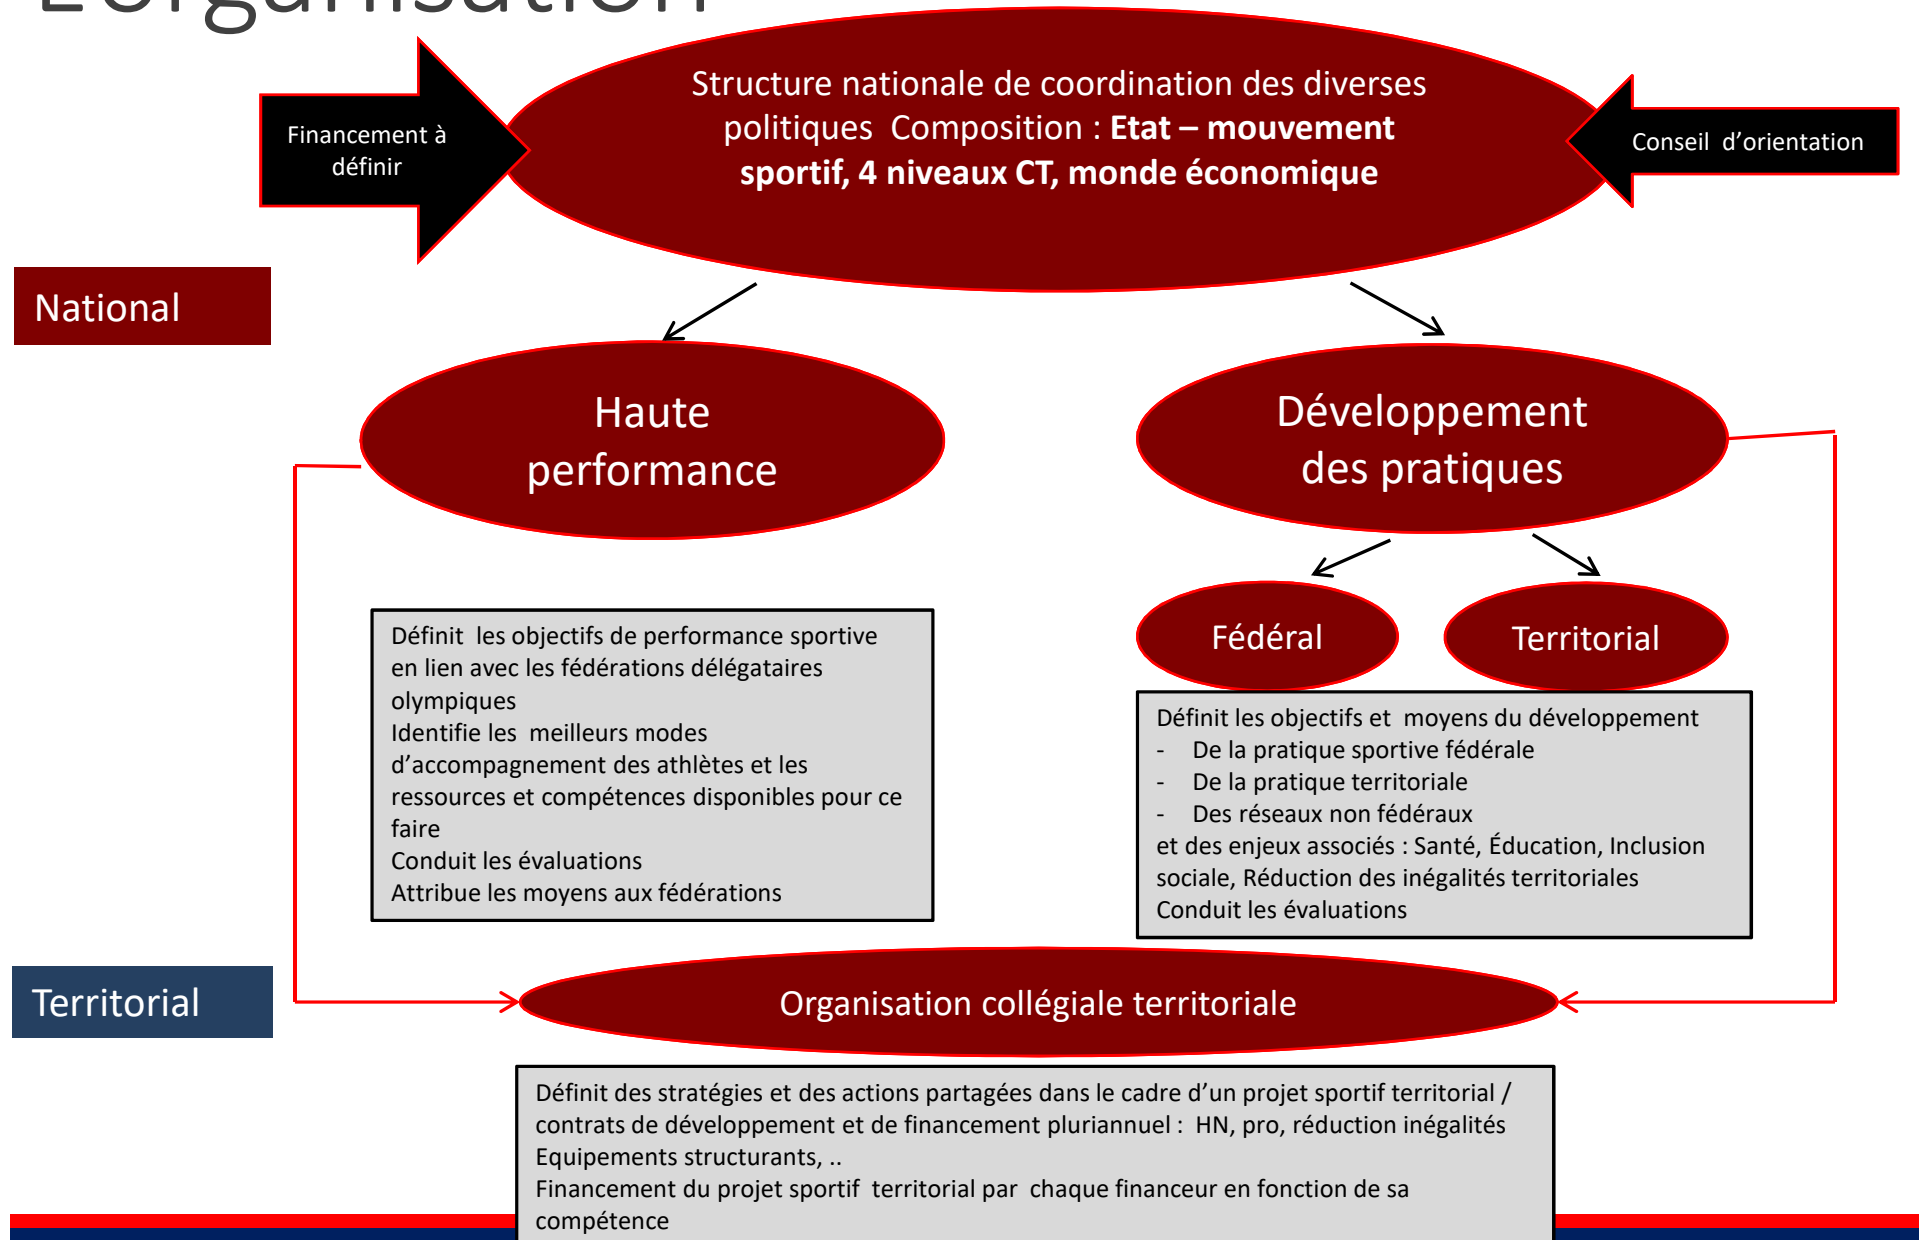 L'organisation
Structure nationale de coordination des diverses
politiques Composition : Etat – mouvement
sportif, 4 niveaux CT, monde économique
Financement à
définir
Conseil d’orientation
National
Haute
performance
Développement
des pratiques
Fédéral
Territorial
Définit les objectifs de performance sportive
en lien avec les fédérations délégataires
olympiques
Identifie les meilleurs modes
d’accompagnement des athlètes et les
ressources et compétences disponibles pour ce
faire
Conduit les évaluations
Attribue les moyens aux fédérations
Définit les objectifs et moyens du développement
- De la pratique sportive fédérale
- De la pratique territoriale
- Des réseaux non fédéraux
et des enjeux associés : Santé, Éducation, Inclusion
sociale, Réduction des inégalités territoriales
Conduit les évaluations
Territorial
Organisation collégiale territoriale
Définit des stratégies et des actions partagées dans le cadre d’un projet sportif territorial /
contrats de développement et de financement pluriannuel : HN, pro, réduction inégalités
Equipements structurants, ..
Financement du projet sportif territorial par chaque financeur en fonction de sa
compétence